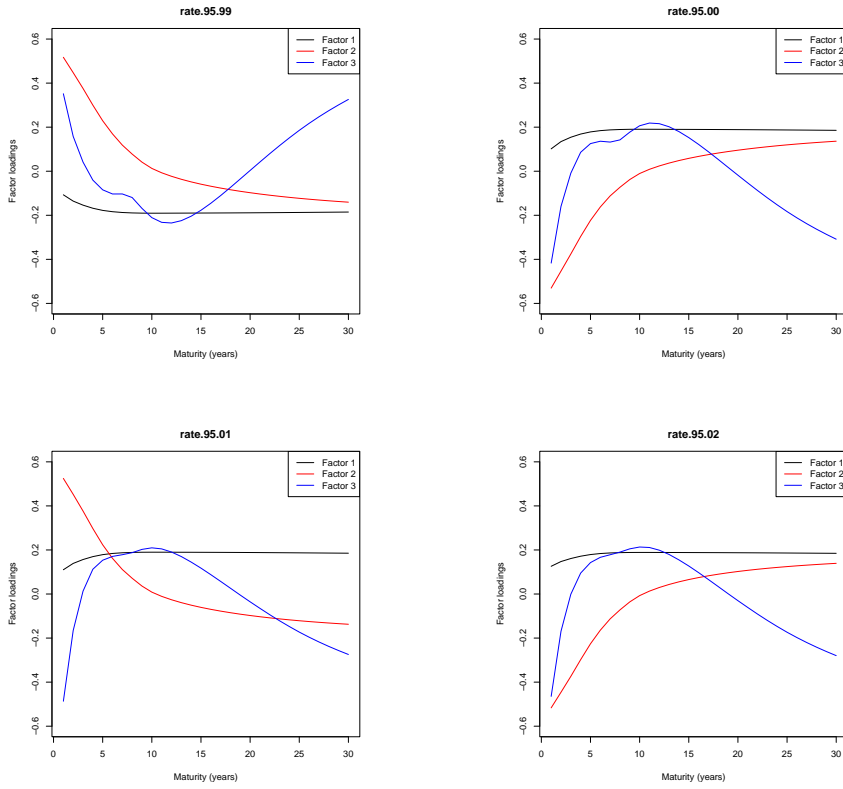 rate.95.99
Factor loadings
0.6
0.4
0.2
0.0
−0.2
−0.4
−0.6
Factor 1
Factor 2
Factor 3
0 5 10 15 20 25 30
Maturity (years)
rate.95.00
Factor loadings
0.6
0.4
0.2
0.0
−0.2
−0.4
−0.6
Factor 1
Factor 2
Factor 3
0 5 10 15 20 25 30
Maturity (years)
rate.95.01
Factor loadings
0.6
0.4
0.2
0.0
−0.2
−0.4
−0.6
Factor 1
Factor 2
Factor 3
0 5 10 15 20 25 30
Maturity (years)
rate.95.02
Factor loadings
0.6
0.4
0.2
0.0
−0.2
−0.4
−0.6
Factor 1
Factor 2
Factor 3
0 5 10 15 20 25 30
Maturity (years)